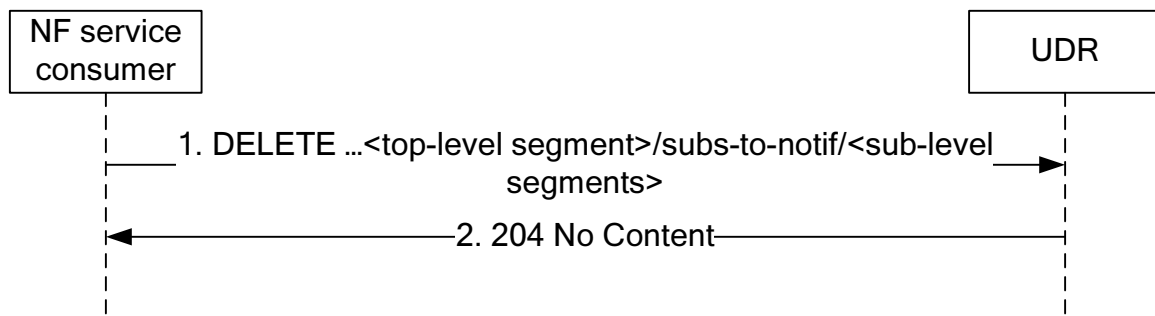 NF service
consumer
UDR
1. DELETE ...<top-level segment>/subs-to-notif/<sub-level
segments>
2. 204 No Content